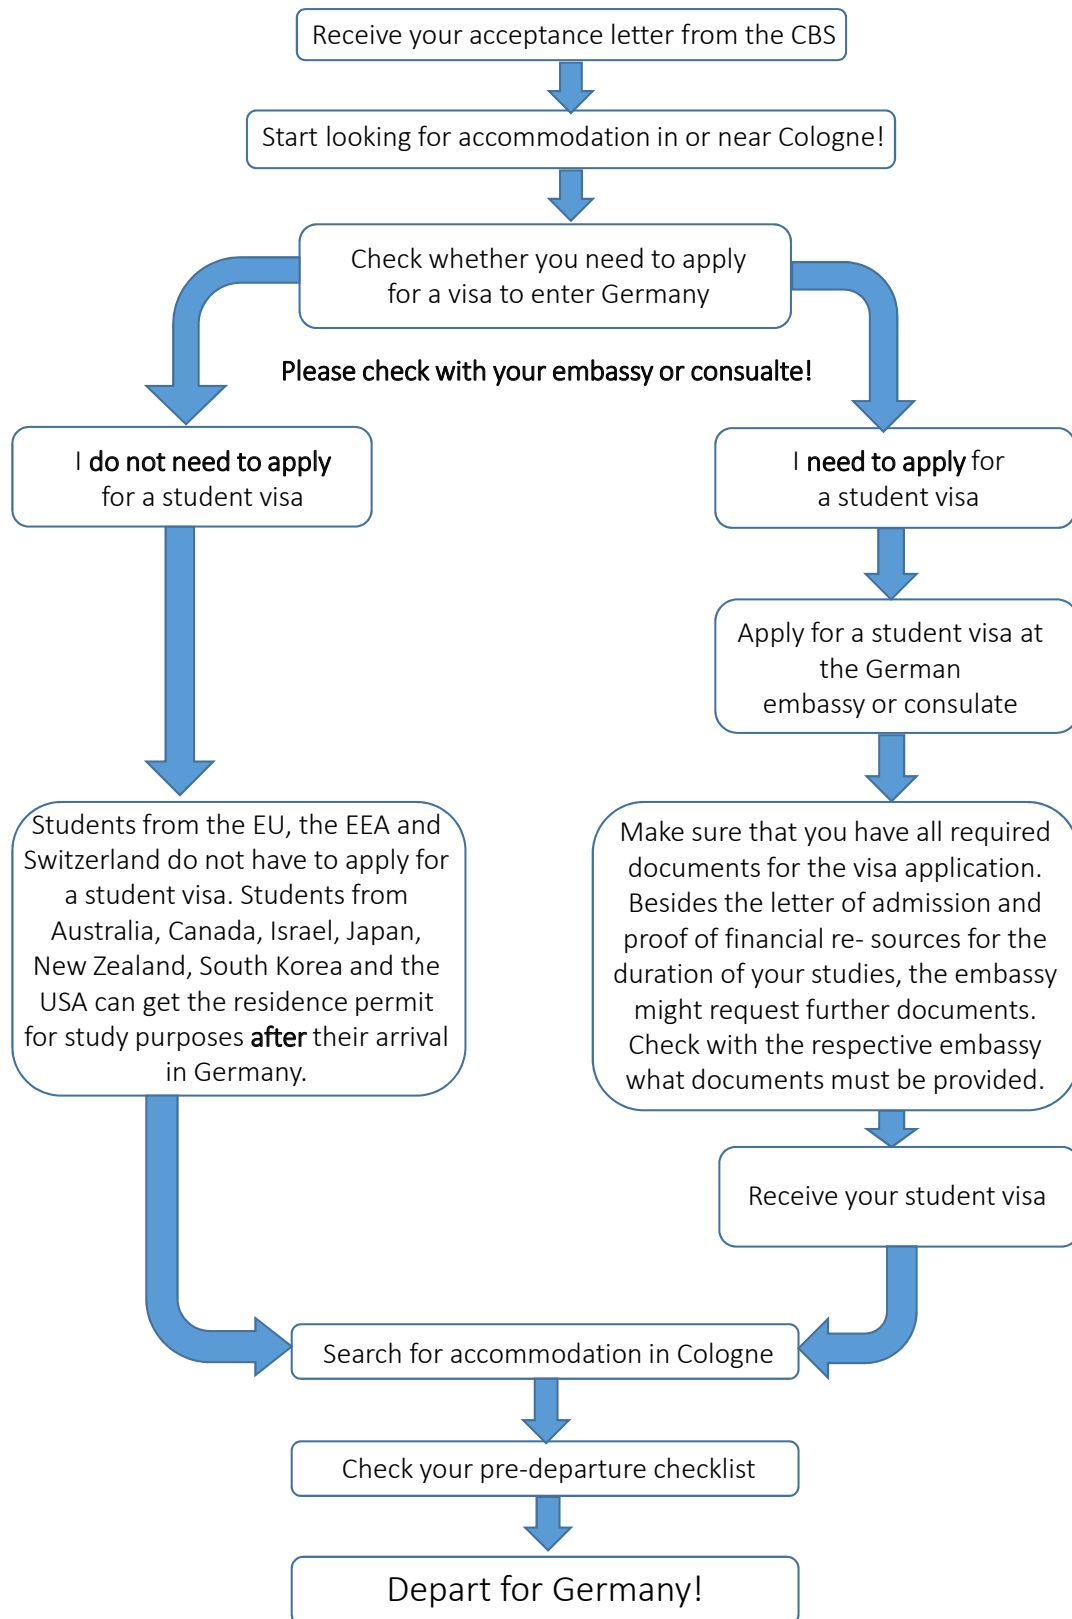 Receive your acceptance letter from the CBS
Start looking for accommodation in or near Cologne!
Check whether you need to apply
for a visa to enter Germany
Please check with your embassy or consualte!
I do not need to apply
for a student visa
I need to apply for
a student visa
Apply for a student visa at
the German
embassy or consulate
Students from the EU, the EEA and
Switzerland do not have to apply for
a student visa. Students from
Australia, Canada, Israel, Japan,
New Zealand, South Korea and the
USA can get the residence permit
for study purposes after their arrival
in Germany.
Make sure that you have all required
documents for the visa application.
Besides the letter of admission and
proof of financial re- sources for the
duration of your studies, the embassy
might request further documents.
Check with the respective embassy
what documents must be provided.
Receive your student visa
Search for accommodation in Cologne
Check your pre-departure checklist
Depart for Germany!